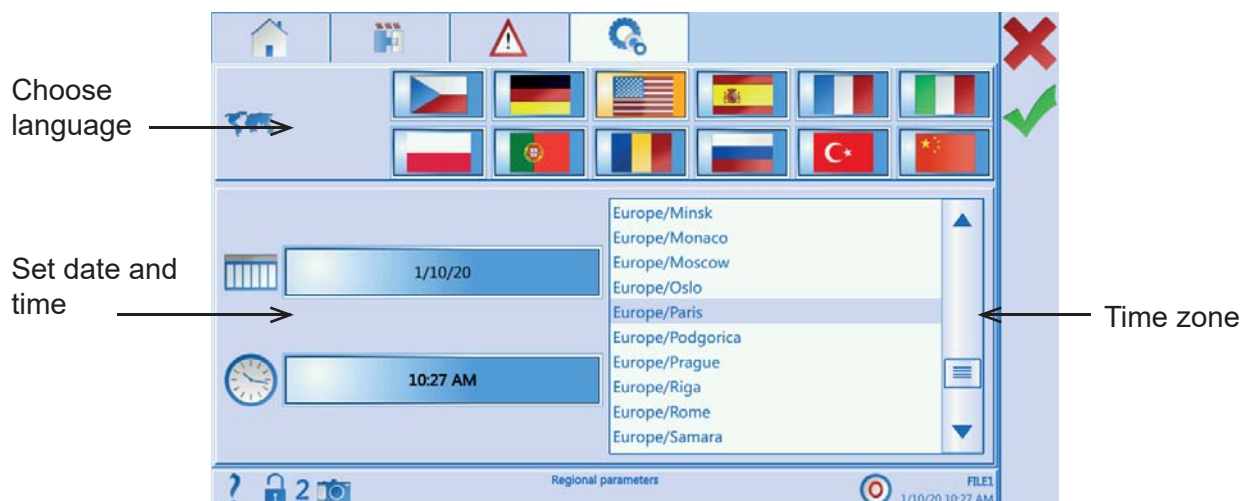 Choose
language
Set date and
time
1/10/20
10:27 AM
Europe/Minsk
Europe/Monaco
Europe/Moscow
Europe/Oslo
Europe/Paris
Europe/Podgorica
Europe/Prague
Europe/Riga
Europe/Rome
Europe/Samara
Time zone
? 2
Regional parameters
FILE1
1/10/20 10:27 AM